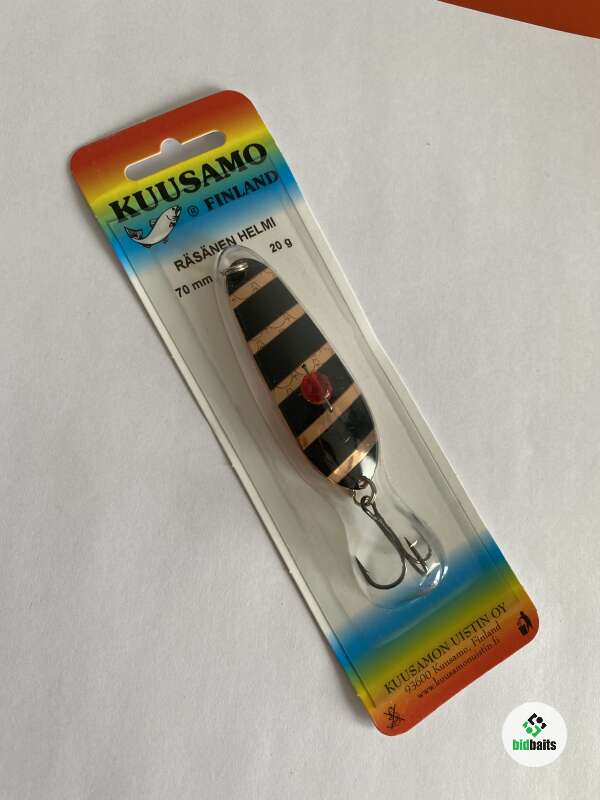 KUUSAMO
® FINLAND
RÄSÄNEN HELMI
70 mm 20 g
KUUSAMON UISTIN OY
93600 Kuusamo, Finland
www.kuusamonuistin.fi
bidbaits